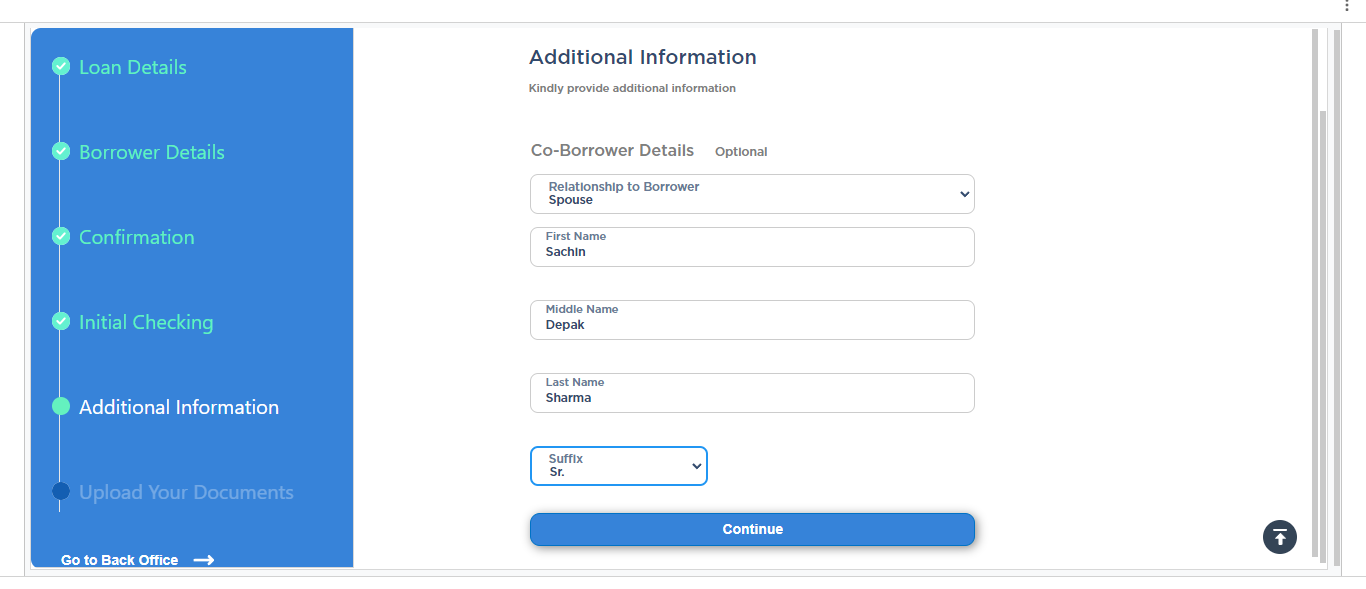 Loan Details
Borrower Details
Confirmation
Initial Checking
Additional Information
Upload Your Documents
Go to Back Office
Additional Information
Kindly provide additional information
Co-Borrower Details Optional
Relationship to Borrower
Spouse
First Name
Sachin
Middle Name
Depak
Last Name
Sharma
Suffix
Sr.
Continue